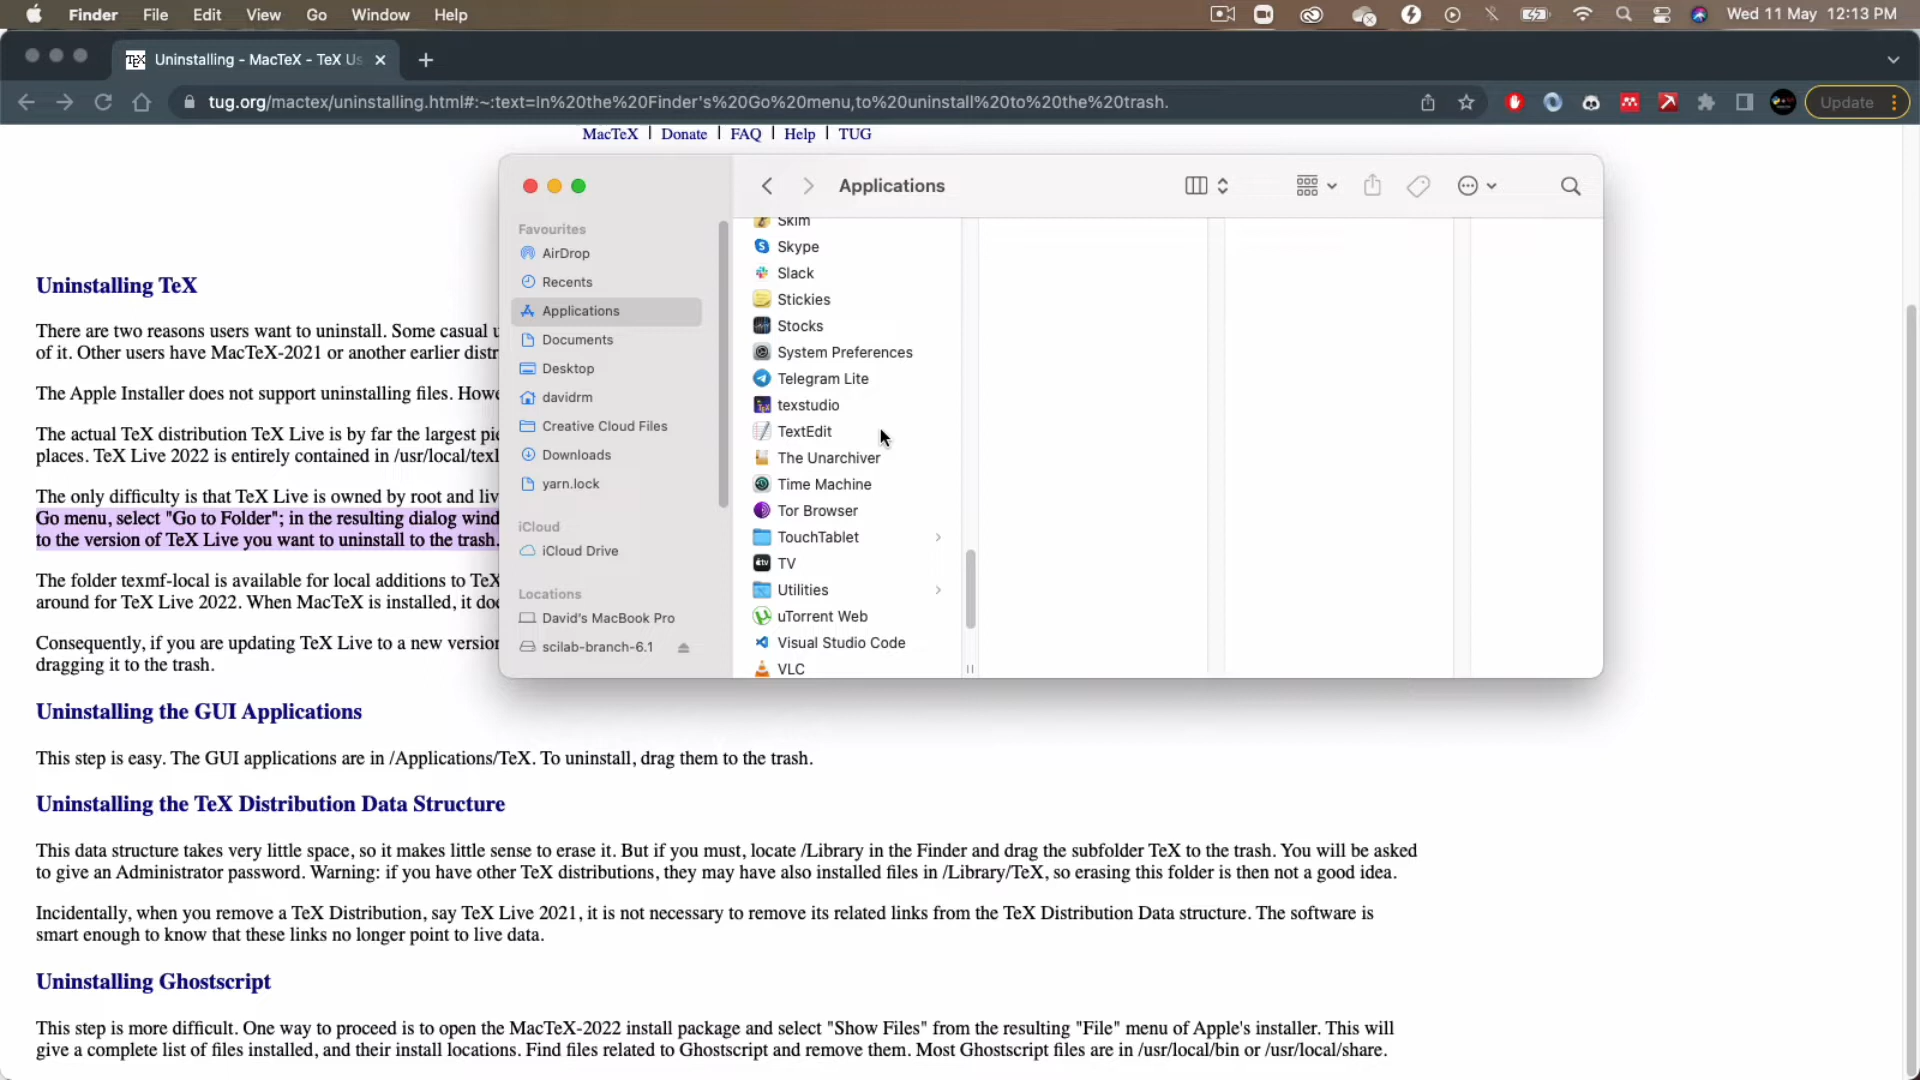 Finder File Edit View Go Window Help Wed 11 May 12:13 PM
Uninstalling - MacTeX - TeX Us
tug.org/mactex/uninstalling.html#:~:text=In%20the%20Finder's%20Go%20menu,to%20uninstall%20to%20the%20trash.
Update
MacTeX | Donate | FAQ | Help | TUG
Applications
Favourites
AirDrop
Recents
Applications
Documents
Desktop
davidrm
Creative Cloud Files
Downloads
yarn.lock
iCloud
iCloud Drive
Locations
David's MacBook Pro
scilab-branch-6.1
Skim
Skype
Slack
Stickies
Stocks
System Preferences
Telegram Lite
texstudio
TextEdit
The Unarchiver
Time Machine
Tor Browser
TouchTablet
TV
Utilities
uTorrent Web
Visual Studio Code
VLC
Uninstalling TeX
There are two reasons users want to uninstall. Some casual u
of it. Other users have MacTeX-2021 or another earlier distr
The Apple Installer does not support uninstalling files. Howe
The actual TeX distribution TeX Live is by far the largest pie
places. TeX Live 2022 is entirely contained in /usr/local/texl
The only difficulty is that TeX Live is owned by root and liv
Go menu, select "Go to Folder"; in the resulting dialog wind
to the version of TeX Live you want to uninstall to the trash.
The folder texmf-local is available for local additions to TeX
around for TeX Live 2022. When MacTeX is installed, it doe
Consequently, if you are updating TeX Live to a new version
dragging it to the trash.
Uninstalling the GUI Applications
This step is easy. The GUI applications are in /Applications/TeX. To uninstall, drag them to the trash.
Uninstalling the TeX Distribution Data Structure
This data structure takes very little space, so it makes little sense to erase it. But if you must, locate /Library in the Finder and drag the subfolder TeX to the trash. You will be asked
to give an Administrator password. Warning: if you have other TeX distributions, they may have also installed files in /Library/TeX, so erasing this folder is then not a good idea.
Incidentally, when you remove a TeX Distribution, say TeX Live 2021, it is not necessary to remove its related links from the TeX Distribution Data structure. The software is
smart enough to know that these links no longer point to live data.
Uninstalling Ghostscript
This step is more difficult. One way to proceed is to open the MacTeX-2022 install package and select "Show Files" from the resulting "File" menu of Apple's installer. This will
give a complete list of files installed, and their install locations. Find files related to Ghostscript and remove them. Most Ghostscript files are in /usr/local/bin or /usr/local/share.